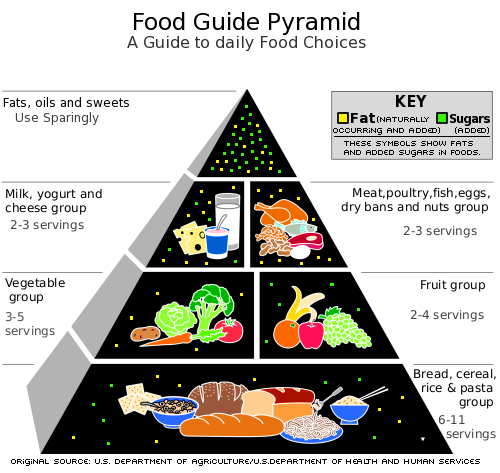 Food Guide Pyramid
A Guide to daily Food Choices
Fats, oils and sweets
Use Sparingly
KEY
Fat(NATURALLY Sugars
OCCURRING AND ADDED) (ADDED)
THESE SYMBOLS SHOW FATS
AND ADDED SUGARS IN FOODS.
Milk, yogurt and
cheese group
2-3 servings
Meat,poultry,fish,eggs,
dry bans and nuts group
2-3 servings
Vegetable
group
3-5
servings
Fruit group
2-4 servings
Bread, cereal,
rice & pasta
group
6-11
servings
ORIGINAL SOURCE: U.S. DEPARTMENT OF AGRICULTURE/U.S.DEPARTMENT OF HEALTH AND HUMAN SERVICES